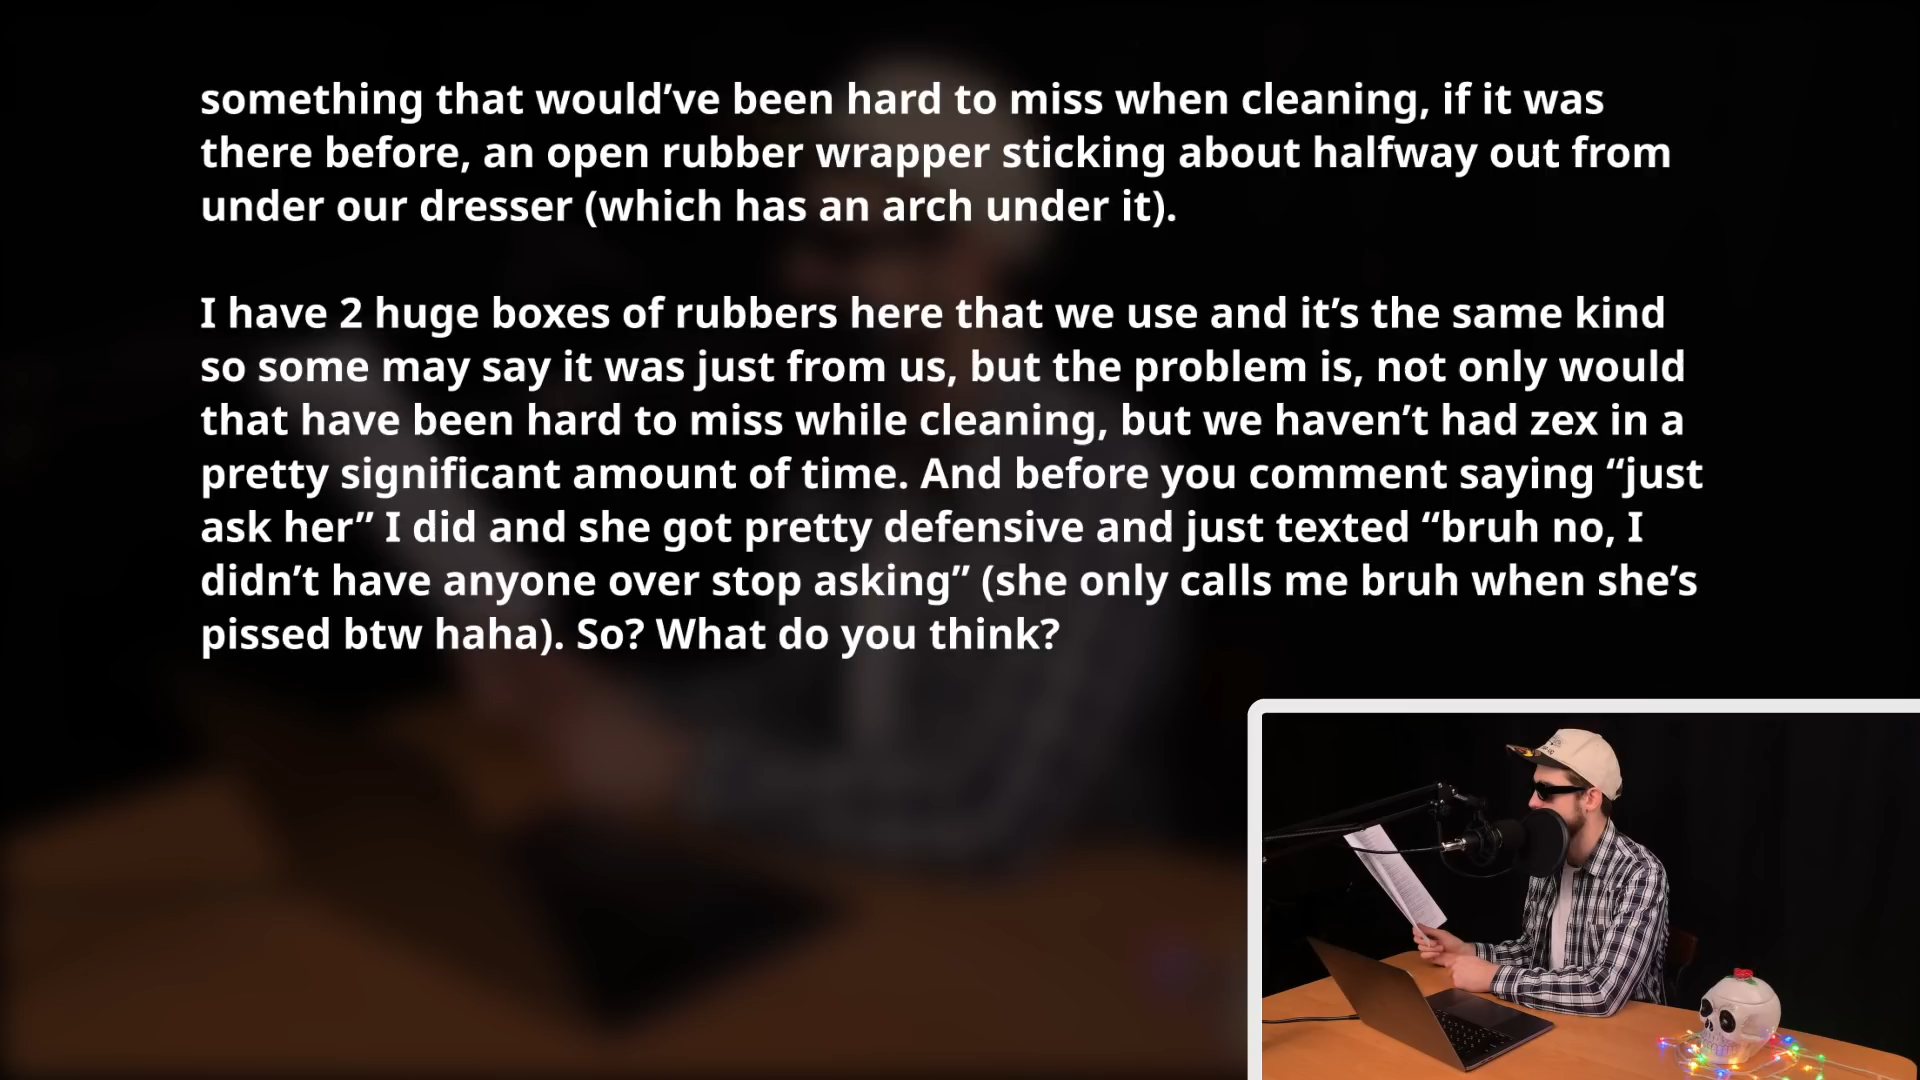 something that would’ve been hard to miss when cleaning, if it was
there before, an open rubber wrapper sticking about halfway out from
under our dresser (which has an arch under it).
I have 2 huge boxes of rubbers here that we use and it’s the same kind
so some may say it was just from us, but the problem is, not only would
that have been hard to miss while cleaning, but we haven’t had zex in a
pretty significant amount of time. And before you comment saying “just
ask her” I did and she got pretty defensive and just texted “bruh no, I
didn’t have anyone over stop asking” (she only calls me bruh when she’s
pissed btw haha). So? What do you think?